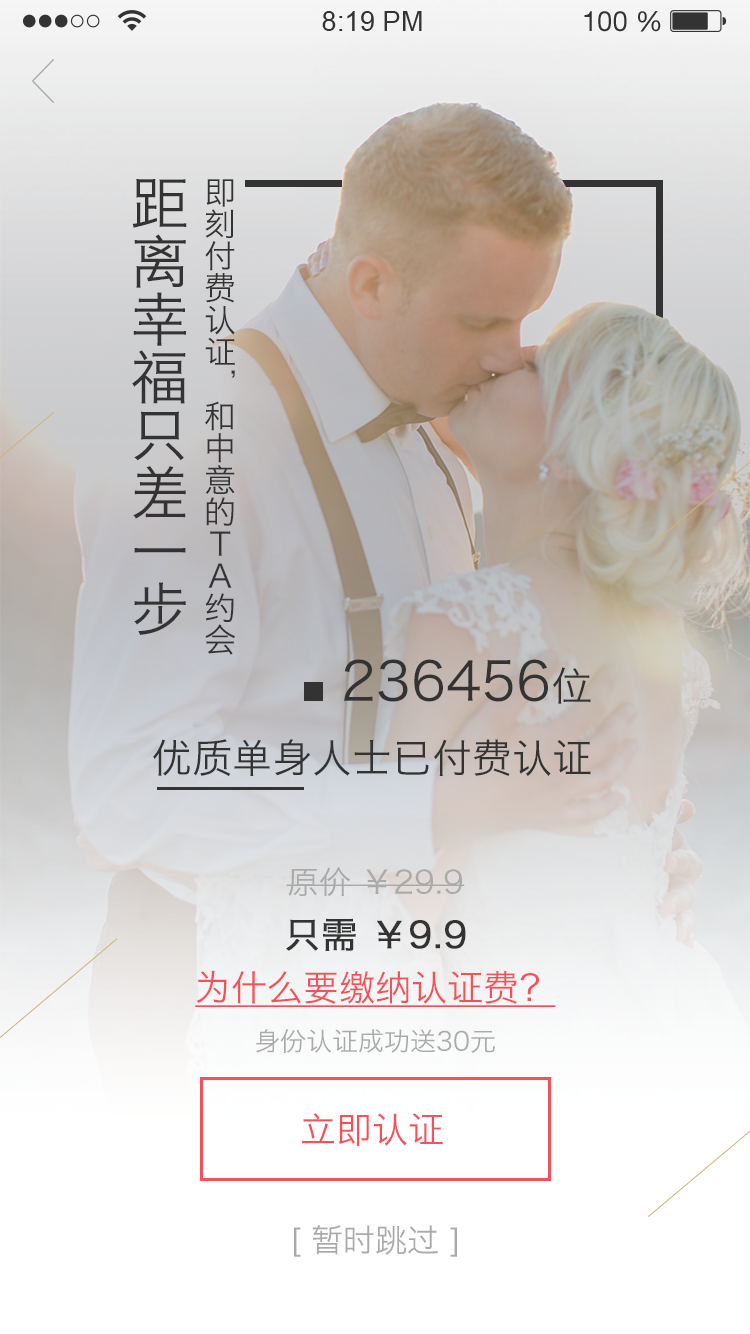 8:19 PM
100 %
距离幸福只差一步
即刻付费认证，和中意的TA约会
236456位
优质单身人士已付费认证
原价 ￥29.9
只需 ￥9.9
为什么要缴纳认证费？
身份认证成功送30元
立即认证
[ 暂时跳过 ]